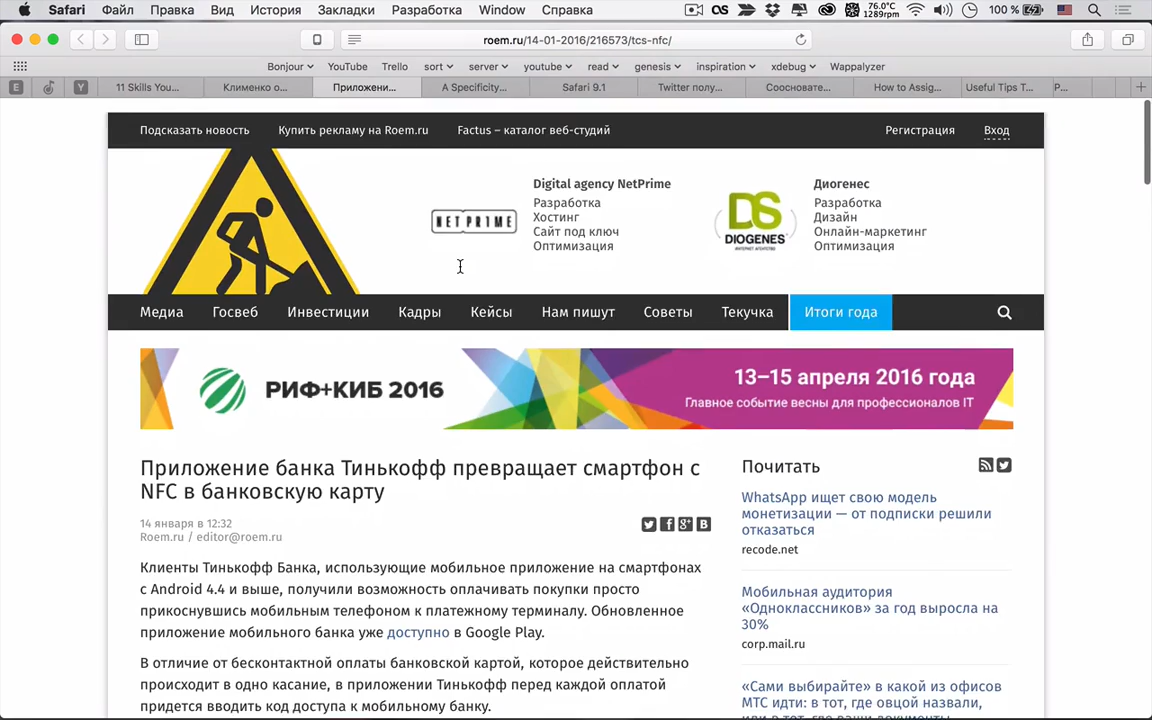 Safari Файл Правка Вид История Закладки Разработка Window Справка
76.0°C
1289rpm
100 %
roem.ru/14-01-2016/216573/tcs-nfc/
Bonjour YouTube Trello sort server youtube read genesis inspiration xdebug Wappalyzer
E Y 11 Skills You... Клименко о... Приложени... A Specificity... Safari 9.1 Twitter полу... Соосновате... How to Assig... Useful Tips T... P...
Подсказать новость Купить рекламу на Roem.ru Factus – каталог веб-студий Регистрация Вход
NETPRIME
Digital agency NetPrime
Разработка
Хостинг
Сайт под ключ
Оптимизация
DS
DIOGENES
ИНТЕРНЕТ АГЕНТСТВО
Диогенес
Разработка
Дизайн
Онлайн-маркетинг
Оптимизация
Медиа Госвеб Инвестиции Кадры Кейсы Нам пишут Советы Текучка Итоги года
РИФ+КИБ 2016
13–15 апреля 2016 года
Главное событие весны для профессионалов IT
Приложение банка Тинькофф превращает смартфон с
NFC в банковскую карту
14 января в 12:32
Roem.ru / editor@roem.ru
Клиенты Тинькофф Банка, использующие мобильное приложение на смартфонах
с Android 4.4 и выше, получили возможность оплачивать покупки просто
прикоснувшись мобильным телефоном к платежному терминалу. Обновленное
приложение мобильного банка уже доступно в Google Play.
В отличие от бесконтактной оплаты банковской картой, которое действительно
происходит в одно касание, в приложении Тинькофф перед каждой оплатой
придется вводить код доступа к мобильному банку.
Почитать
WhatsApp ищет свою модель
монетизации — от подписки решили
отказаться
recode.net
Мобильная аудитория
«Одноклассников» за год выросла на
30%
corp.mail.ru
«Сами выбирайте» в какой из офисов
МТС идти: в тот, где овцой назвали,